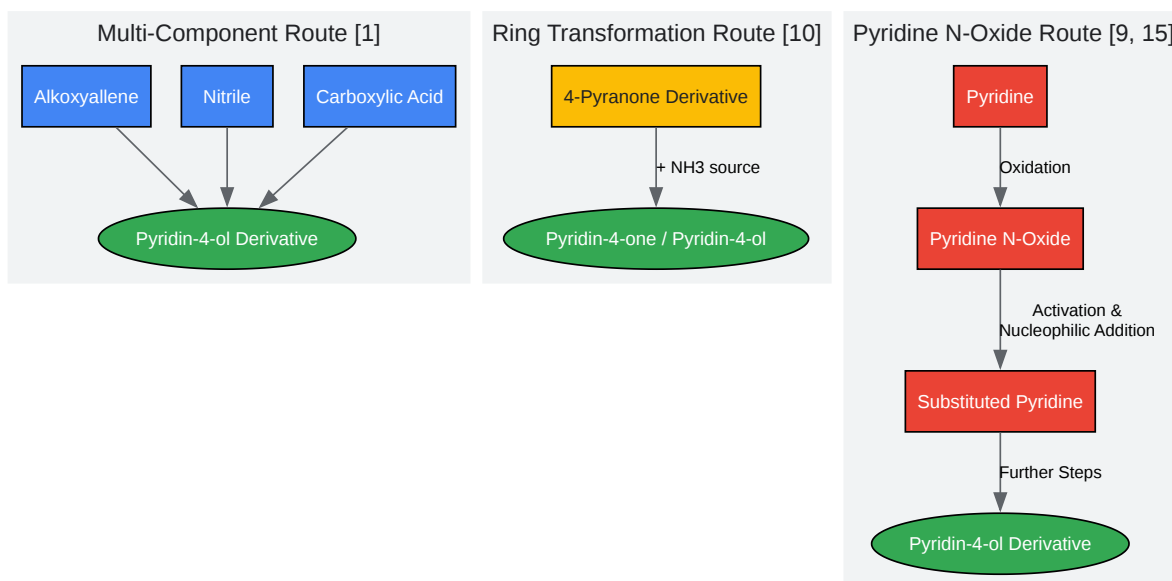 Multi-Component Route [1]
Alkoxyallene
Nitrile
Carboxylic Acid
Pyridin-4-ol Derivative
Ring Transformation Route [10]
4-Pyranone Derivative
+ NH3 source
Pyridin-4-one / Pyridin-4-ol
Pyridine N-Oxide Route [9, 15]
Pyridine
Oxidation
Pyridine N-Oxide
Activation &
Nucleophilic Addition
Substituted Pyridine
Further Steps
Pyridin-4-ol Derivative